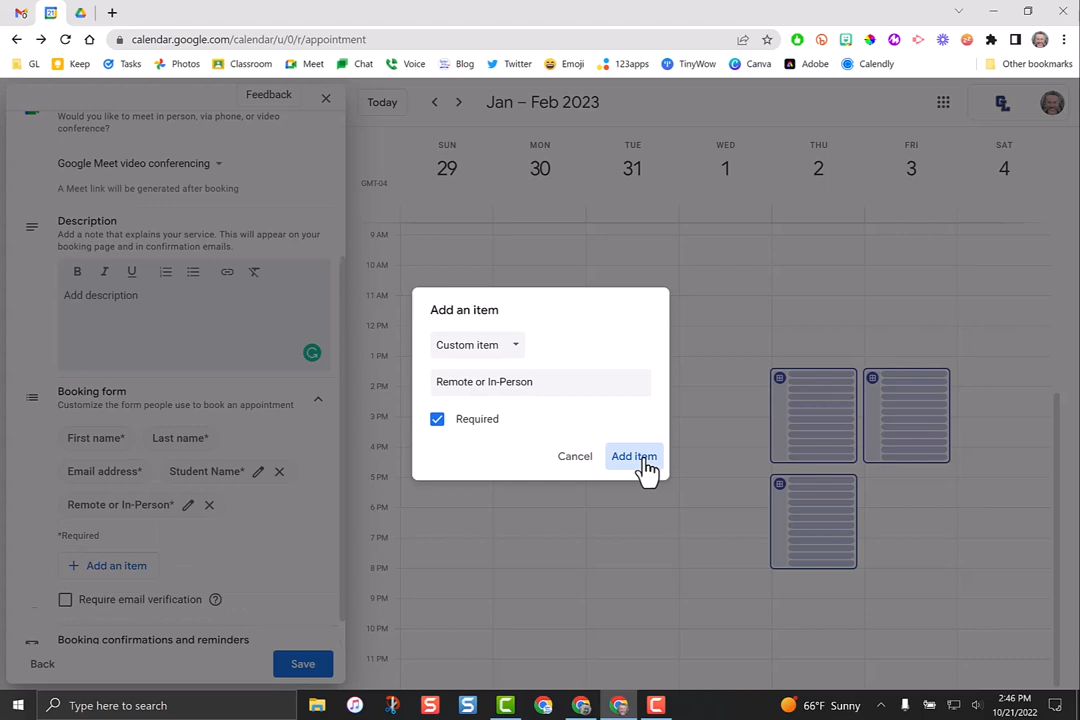 calendar.google.com/calendar/u/0/r/appointment
GL
Keep
Tasks
Photos
Classroom
Meet
Chat
Voice
Blog
Twitter
Emoji
123apps
TinyWow
Canva
Adobe
Calendly
Other bookmarks
Feedback
Would you like to meet in person, via phone, or video
conference?
Google Meet video conferencing
A Meet link will be generated after booking
Description
Add a note that explains your service. This will appear on your
booking page and in confirmation emails.
B I U
Add description
Booking form
Customize the form people use to book an appointment
First name* Last name*
Email address* Student Name*
Remote or In-Person*
*Required
+ Add an item
Require email verification
Booking confirmations and reminders
Back
Save
Today
Jan – Feb 2023
GMT-04
SUN MON TUE WED THU FRI SAT
29 30 31 1 2 3 4
9 AM
10 AM
11 AM
12 PM
1 PM
2 PM
3 PM
4 PM
5 PM
6 PM
7 PM
8 PM
9 PM
10 PM
11 PM
Add an item
Custom item
Remote or In-Person
Required
Cancel
Add item
Type here to search
66°F Sunny
2:46 PM
10/21/2022